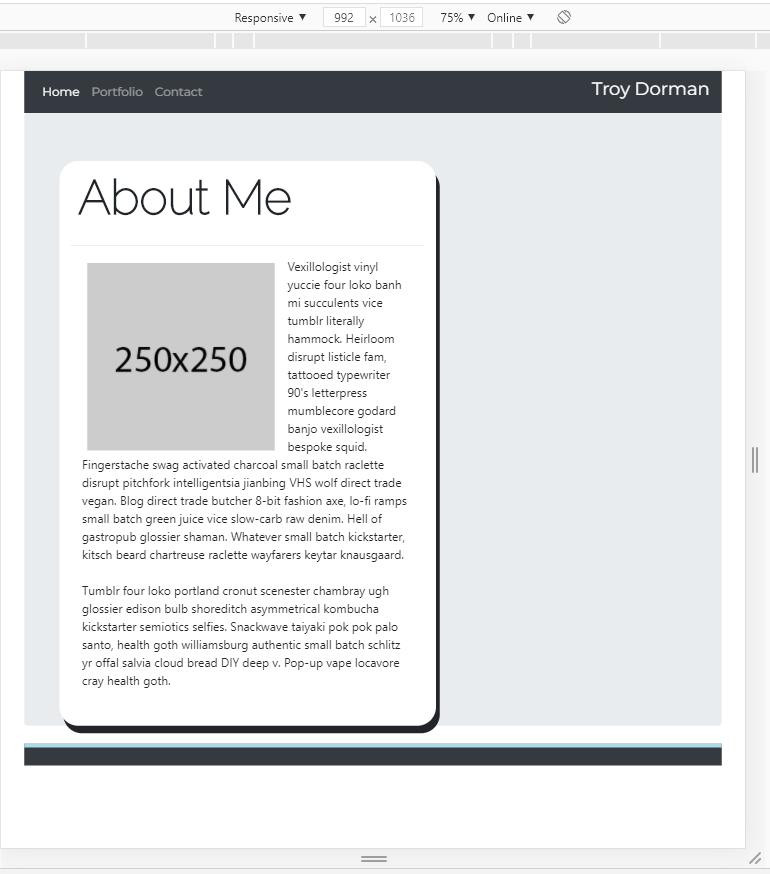 Responsive ▼ 992 × 1036 75% ▼ Online ▼
Home Portfolio Contact Troy Dorman
About Me
250x250
Vexillologist vinyl
yuccie four loko banh
mi succulents vice
tumblr literally
hammock. Heirloom
disrupt listicle fam,
tattooed typewriter
90's letterpress
mumblecore godard
banjo vexillologist
bespoke squid.
Fingerstache swag activated charcoal small batch raclette
disrupt pitchfork intelligentsia jianbing VHS wolf direct trade
vegan. Blog direct trade butcher 8-bit fashion axe, lo-fi ramps
small batch green juice vice slow-carb raw denim. Hell of
gastropub glossier shaman. Whatever small batch kickstarter,
kitsch beard chartreuse raclette wayfarers keytar knausgaard.
Tumblr four loko portland cronut scenester chambray ugh
glossier edison bulb shoreditch asymmetrical kombucha
kickstarter semiotics selfies. Snackwave taiyaki pok pok palo
santo, health goth williamsburg authentic small batch schlitz
yr offal salvia cloud bread DIY deep v. Pop-up vape locavore
cray health goth.